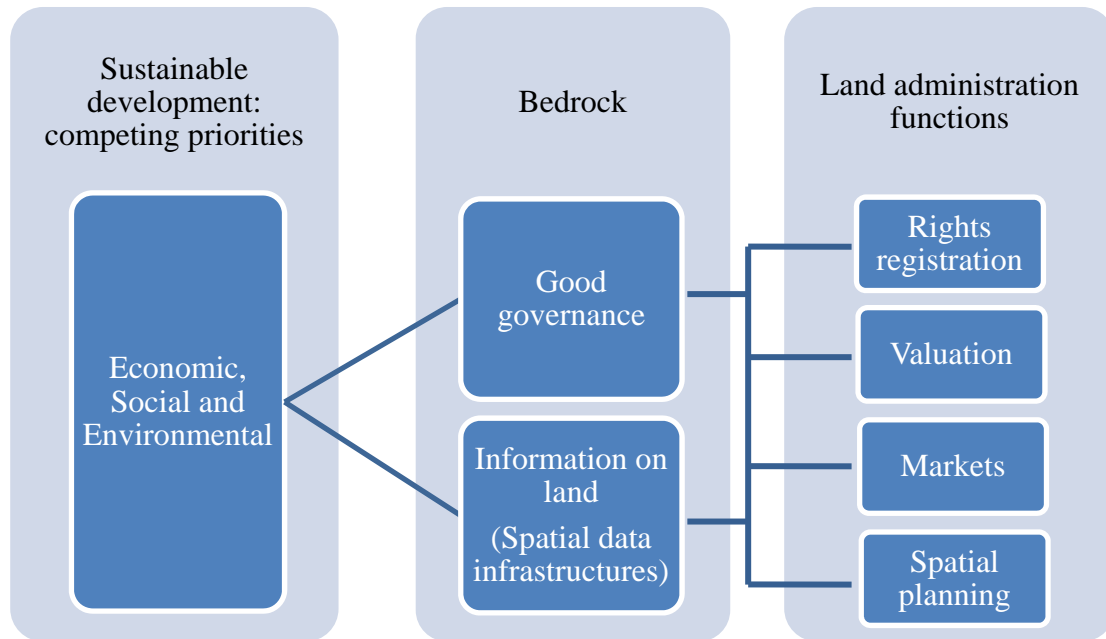 Sustainable
development:
competing priorities
Economic,
Social and
Environmental
Bedrock
Good
governance
Information on
land
(Spatial data
infrastructures)
Land administration
functions
Rights
registration
Valuation
Markets
Spatial
planning